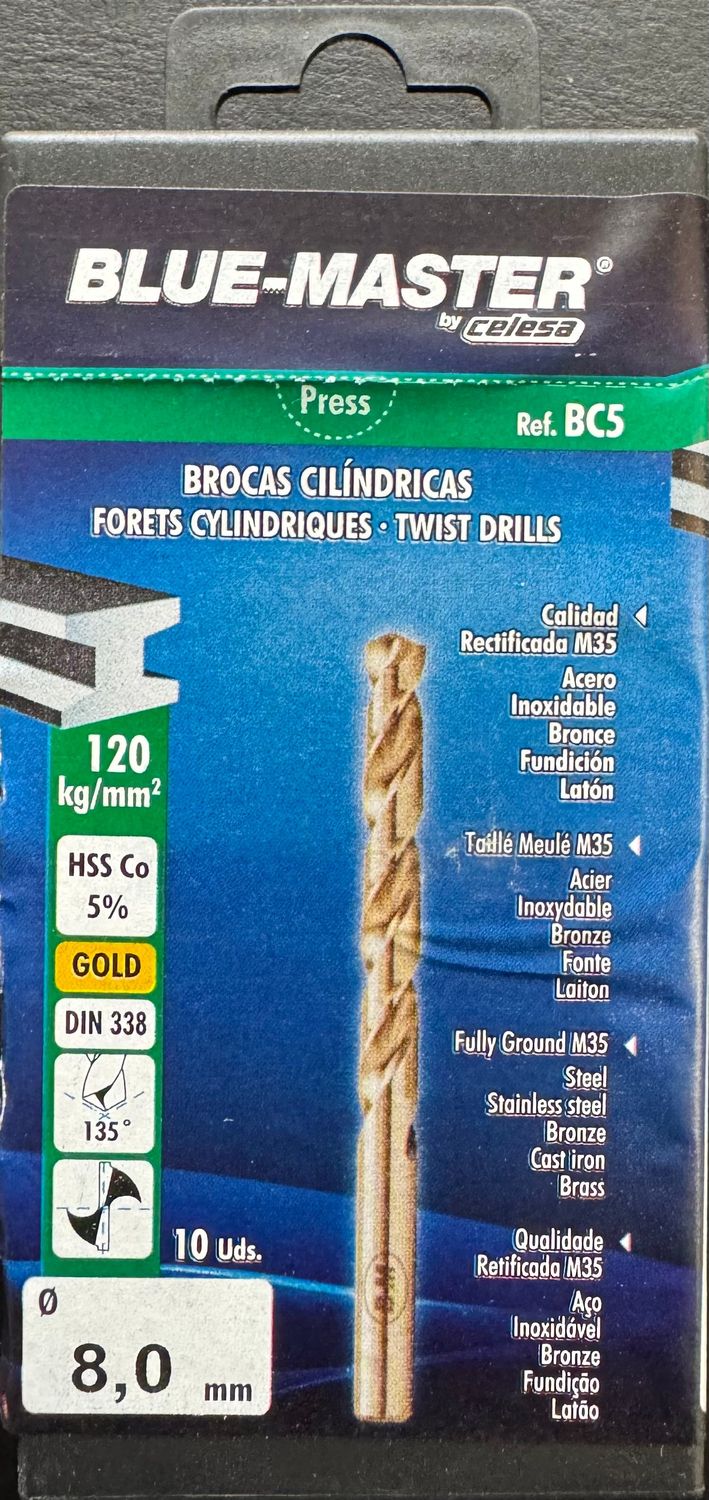 BLUE-MASTER®
by celesa
Press
Ref. BC5
BROCAS CILÍNDRICAS
FORETS CYLINDRIQUES · TWIST DRILLS
Calidad
Rectificada M35
Acero
Inoxidable
Bronce
Fundición
Latón
Taillé Meulé M35
Acier
Inoxydable
Bronze
Fonte
Laiton
Fully Ground M35
Steel
Stainless steel
Bronze
Cast iron
Brass
Qualidade
Retificada M35
Aço
Inoxidável
Bronze
Fundição
Latão
120
kg/mm²
HSS Co
5%
GOLD
DIN 338
135°
10 Uds.
Ø
8,0 mm